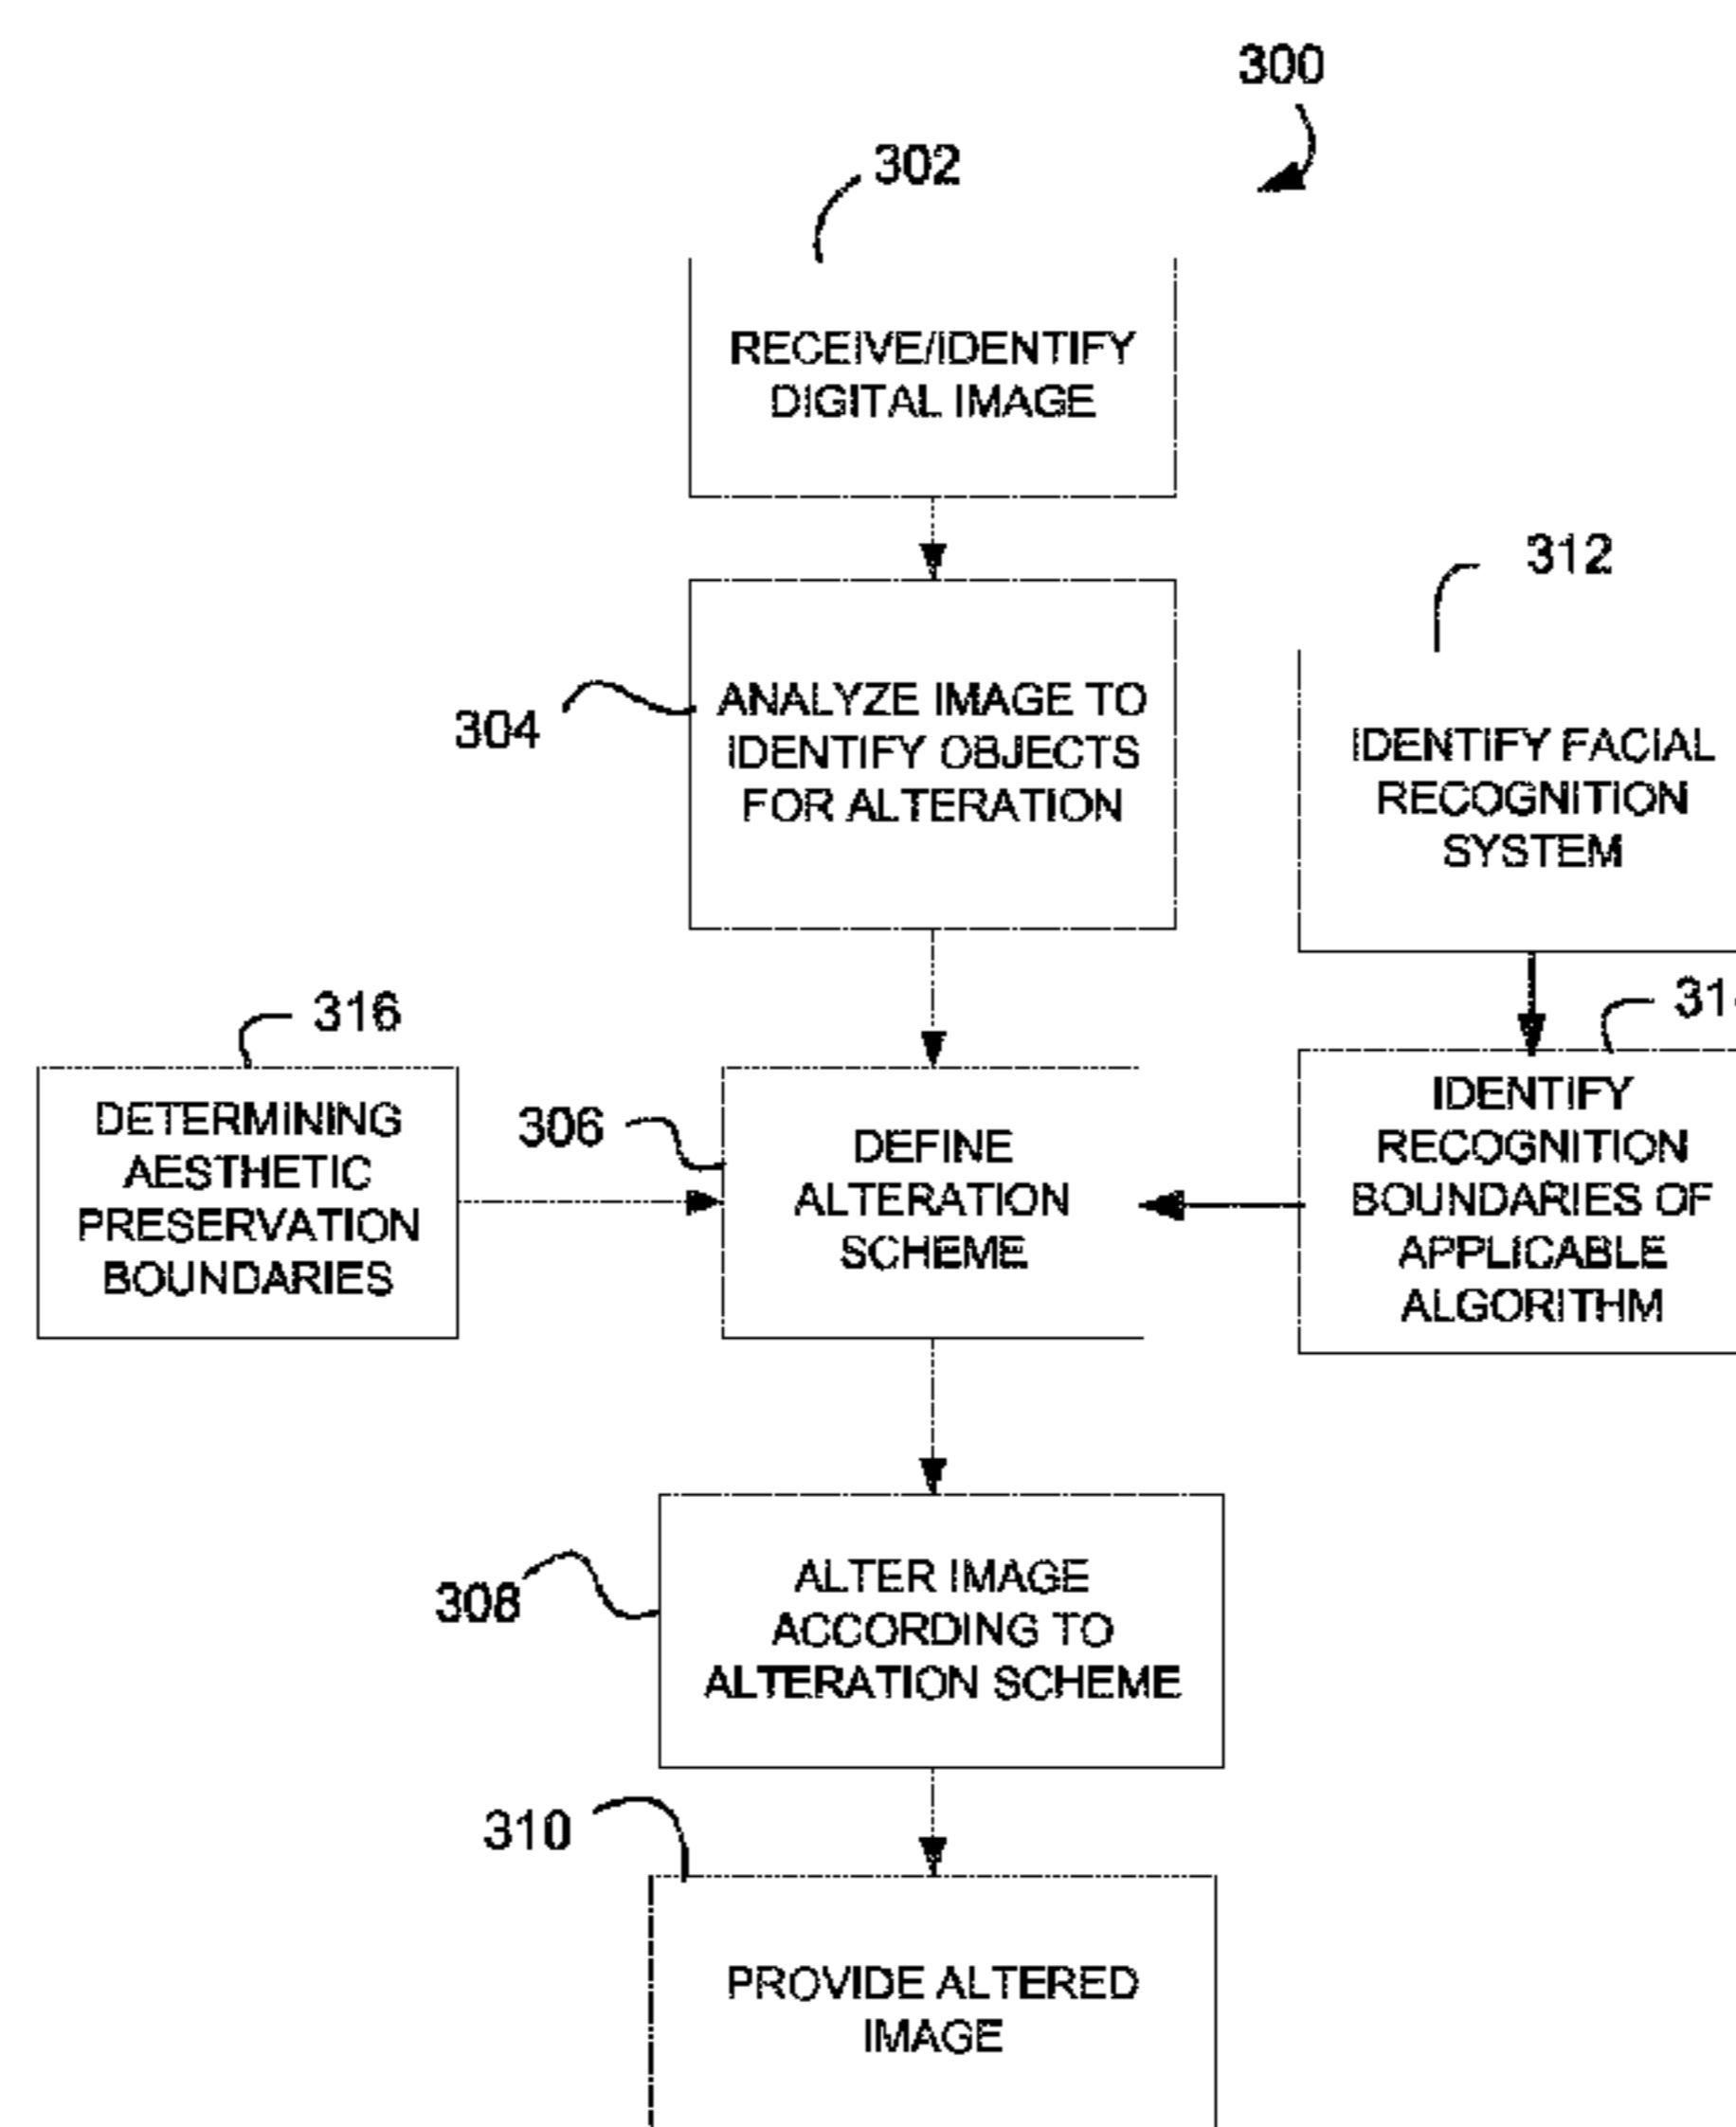 300
302
RECEIVE/IDENTIFY
DIGITAL IMAGE
312
304
ANALYZE IMAGE TO
IDENTIFY OBJECTS
FOR ALTERATION
IDENTIFY FACIAL
RECOGNITION
SYSTEM
316
DETERMINING
AESTHETIC
PRESERVATION
BOUNDARIES
306
DEFINE
ALTERATION
SCHEME
IDENTIFY
RECOGNITION
BOUNDARIES OF
APPLICABLE
ALGORITHM
308
ALTER IMAGE
ACCORDING TO
ALTERATION SCHEME
310
PROVIDE ALTERED
IMAGE